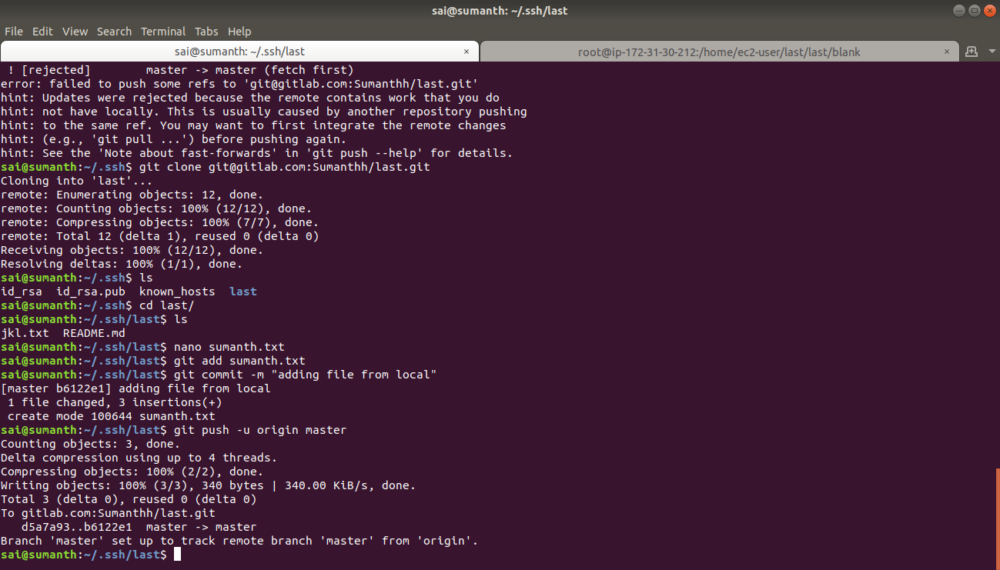 sai@sumanth: ~/.ssh/last
File Edit View Search Terminal Tabs Help
sai@sumanth: ~/.ssh/last × root@ip-172-31-30-212:/home/ec2-user/last/last/blank ×
 ! [rejected]        master -> master (fetch first)
error: failed to push some refs to 'git@gitlab.com:Sumanthh/last.git'
hint: Updates were rejected because the remote contains work that you do
hint: not have locally. This is usually caused by another repository pushing
hint: to the same ref. You may want to first integrate the remote changes
hint: (e.g., 'git pull ...') before pushing again.
hint: See the 'Note about fast-forwards' in 'git push --help' for details.
sai@sumanth:~/.ssh$ git clone git@gitlab.com:Sumanthh/last.git
Cloning into 'last'...
remote: Enumerating objects: 12, done.
remote: Counting objects: 100% (12/12), done.
remote: Compressing objects: 100% (7/7), done.
remote: Total 12 (delta 1), reused 0 (delta 0)
Receiving objects: 100% (12/12), done.
Resolving deltas: 100% (1/1), done.
sai@sumanth:~/.ssh$ ls
id_rsa  id_rsa.pub  known_hosts  last
sai@sumanth:~/.ssh$ cd last/
sai@sumanth:~/.ssh/last$ ls
jkl.txt  README.md
sai@sumanth:~/.ssh/last$ nano sumanth.txt
sai@sumanth:~/.ssh/last$ git add sumanth.txt
sai@sumanth:~/.ssh/last$ git commit -m "adding file from local"
[master b6122e1] adding file from local
 1 file changed, 3 insertions(+)
 create mode 100644 sumanth.txt
sai@sumanth:~/.ssh/last$ git push -u origin master
Counting objects: 3, done.
Delta compression using up to 4 threads.
Compressing objects: 100% (2/2), done.
Writing objects: 100% (3/3), 340 bytes | 340.00 KiB/s, done.
Total 3 (delta 0), reused 0 (delta 0)
To gitlab.com:Sumanthh/last.git
   d5a7a93..b6122e1  master -> master
Branch 'master' set up to track remote branch 'master' from 'origin'.
sai@sumanth:~/.ssh/last$